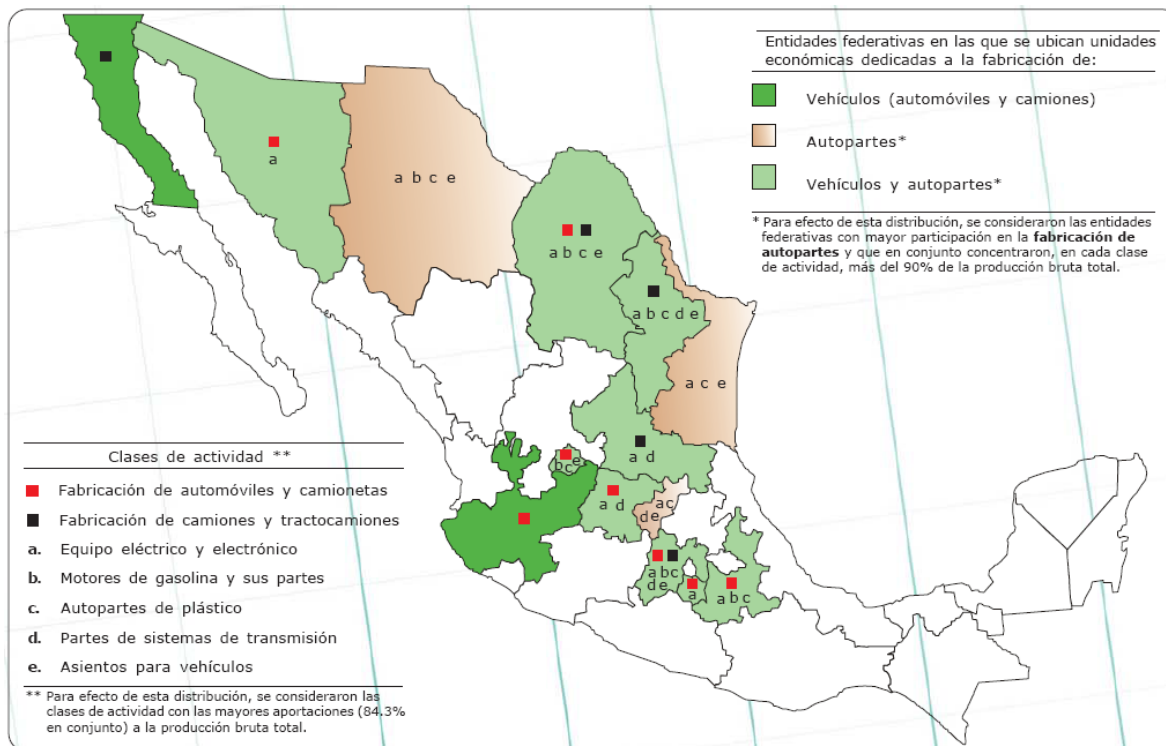 Entidades federativas en las que se ubican unidades
económicas dedicadas a la fabricación de:
Vehículos (automóviles y camiones)
Autopartes*
Vehículos y autopartes*
* Para efecto de esta distribución, se consideraron las entidades
federativas con mayor participación en la fabricación de
autopartes y que en conjunto concentraron, en cada clase
de actividad, más del 90% de la producción bruta total.
a
a b c e
a b c e
a b c d e
a c e
a d
b c e
a d
a c
d e
a b c
d e
a
a b c
Clases de actividad **
Fabricación de automóviles y camionetas
Fabricación de camiones y tractocamiones
a. Equipo eléctrico y electrónico
b. Motores de gasolina y sus partes
c. Autopartes de plástico
d. Partes de sistemas de transmisión
e. Asientos para vehículos
** Para efecto de esta distribución, se consideraron las
clases de actividad con las mayores aportaciones (84.3%
en conjunto) a la producción bruta total.